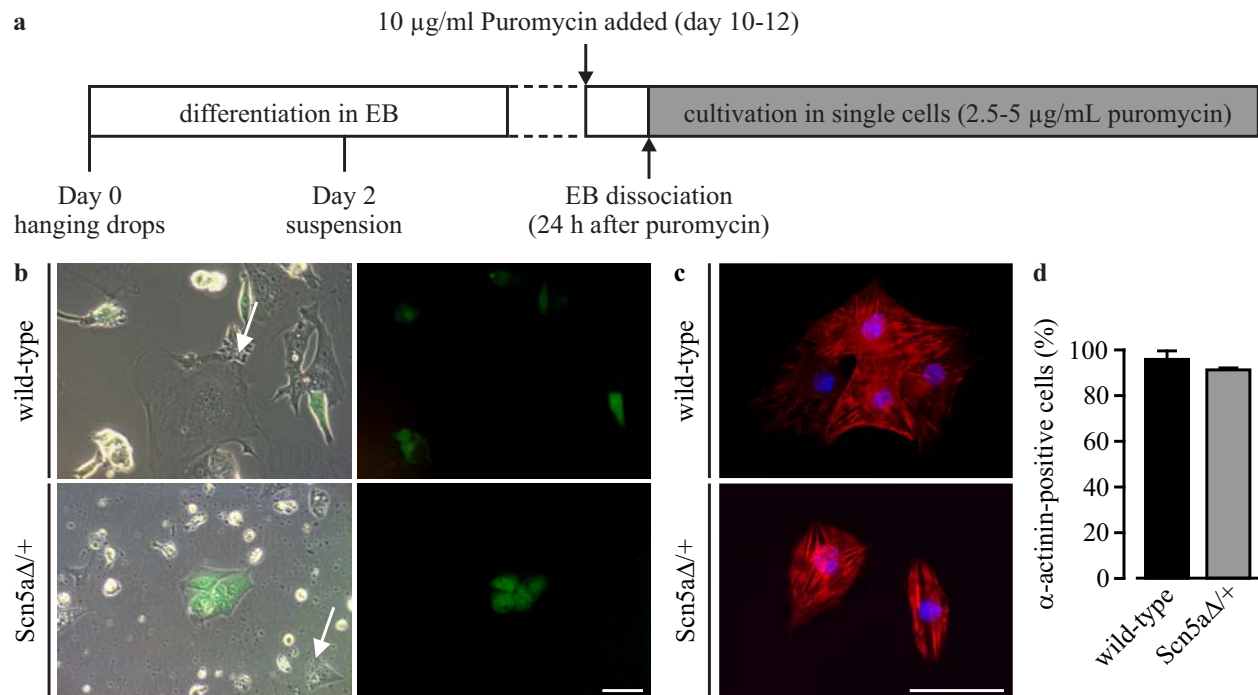 a
10 µg/ml Puromycin added (day 10-12)
differentiation in EB
cultivation in single cells (2.5-5 µg/mL puromycin)
Day 0
hanging drops
Day 2
suspension
EB dissociation
(24 h after puromycin)
b
wild-type
Scn5aΔ/+
c
wild-type
Scn5aΔ/+
d
α-actinin-positive cells (%)
100
80
60
40
20
0
wild-type
Scn5aΔ/+